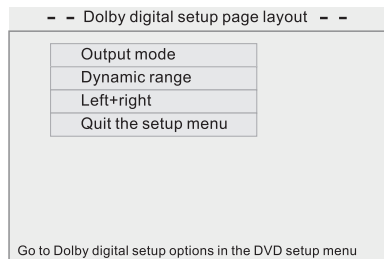 – – Dolby digital setup page layout – –
Output mode
Dynamic range
Left+right
Quit the setup menu
Go to Dolby digital setup options in the DVD setup menu